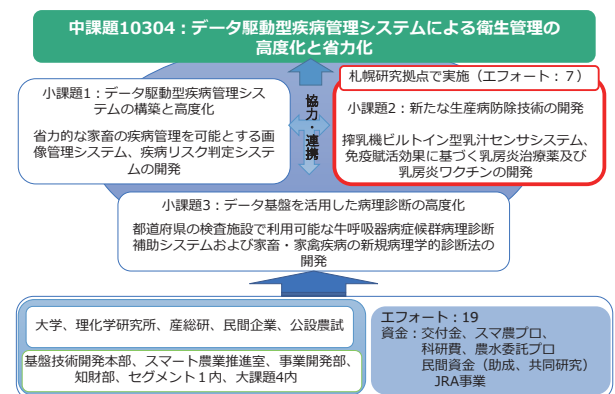 中課題10304：データ駆動型疾病管理システムによる衛生管理の
高度化と省力化
小課題1：データ駆動型疾病管理シス
テムの構築と高度化
省力的な家畜の疾病管理を可能とする画
像管理システム、疾病リスク判定システ
ムの開発
協力・連携
札幌研究拠点で実施（エフォート：７）
小課題2：新たな生産病防除技術の開発
搾乳機ビルトイン型乳汁センサシステム、
免疫賦活効果に基づく乳房炎治療薬及び
乳房炎ワクチンの開発
小課題3：データ基盤を活用した病理診断の高度化
都道府県の検査施設で利用可能な牛呼吸器病症候群病理診断
補助システムおよび家畜・家禽疾病の新規病理学的診断法の
開発
大学、理化学研究所、産総研、民間企業、公設農試
基盤技術開発本部、スマート農業推進室、事業開発部、
知財部、セグメント１内、大課題4内
エフォート：19
資金：交付金、スマ農プロ、
科研費、農水委託プロ
民間資金（助成、共同研究）
JRA事業